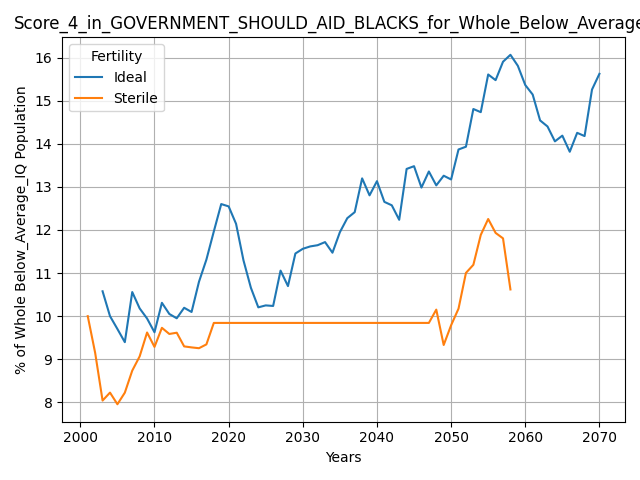 Score_4_in_GOVERNMENT_SHOULD_AID_BLACKS_for_Whole_Below_Average
Fertility
Ideal
Sterile
% of Whole Below_Average_IQ Population
16
15
14
13
12
11
10
9
8
2000 2010 2020 2030 2040 2050 2060 2070
Years